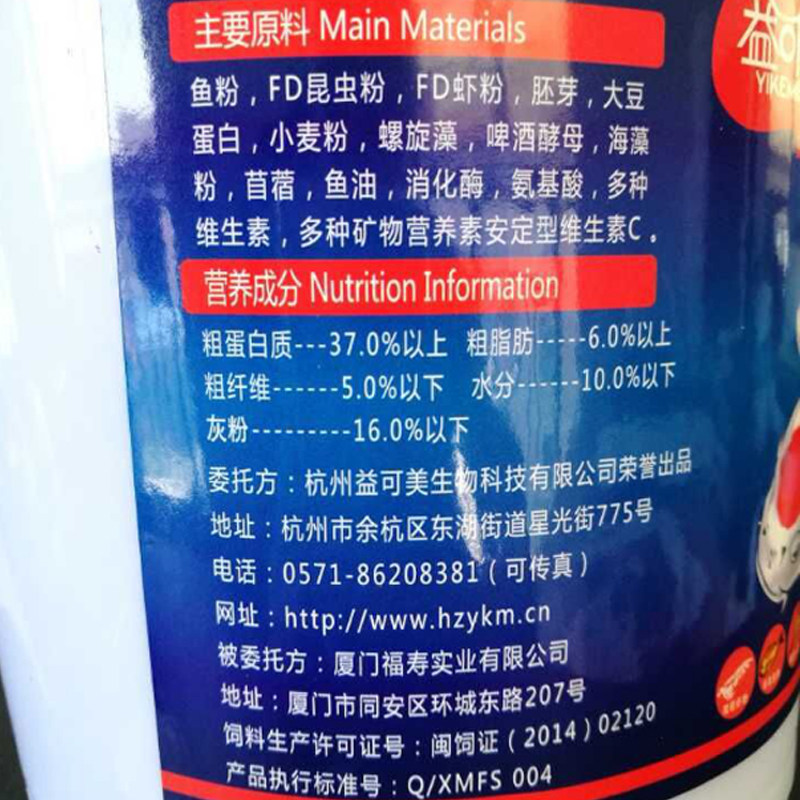 主要原料 Main Materials
鱼粉，FD昆虫粉，FD虾粉，胚芽，大豆
蛋白，小麦粉，螺旋藻，啤酒酵母，海藻
粉，苜蓿，鱼油，消化酶，氨基酸，多种
维生素，多种矿物营养素安定型维生素C。
营养成分 Nutrition Information
粗蛋白质---37.0%以上 粗脂肪-----6.0%以上
粗纤维------5.0%以下 水分------10.0%以下
灰粉---------16.0%以下
委托方：杭州益可美生物科技有限公司荣誉出品
地址：杭州市余杭区东湖街道星光街775号
电话：0571-86208381（可传真）
网址：http://www.hzykm.cn
被委托方：厦门福寿实业有限公司
地址：厦门市同安区环城东路207号
饲料生产许可证号：闽饲证（2014）02120
产品执行标准号：Q/XMFS 004
益
YIKE